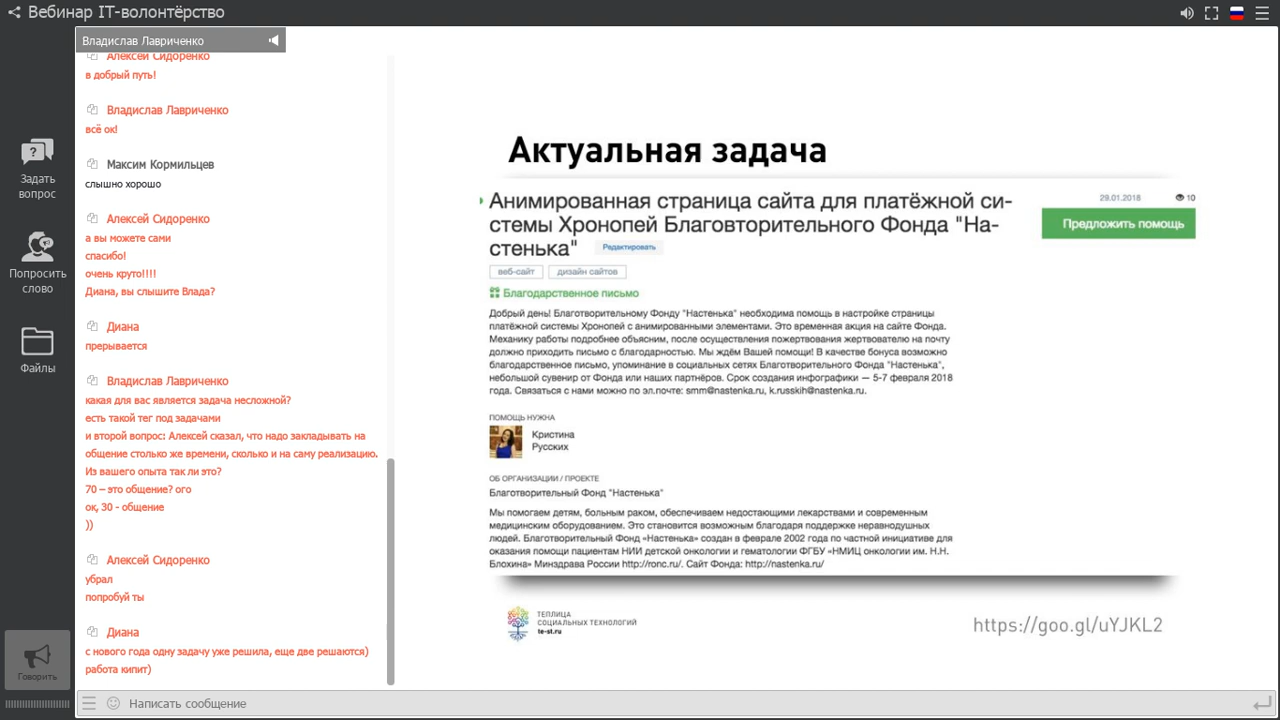 Вебинар IT-волонтёрство
Владислав Лавриченко
Задать
вопрос
Попросить
слово
Файлы
Говорить
Алексей Сидоренко
в добрый путь!
Владислав Лавриченко
всё ок!
Максим Кормильцев
слышно хорошо
Алексей Сидоренко
а вы можете сами
спасибо!
очень круто!!!!
Диана, вы слышите Влада?
Диана
прерывается
Владислав Лавриченко
какая для вас является задача несложной?
есть такой тег под задачами
и второй вопрос: Алексей сказал, что надо закладывать на
общение столько же времени, сколько и на саму реализацию.
Из вашего опыта так ли это?
70 – это общение? ого
ок, 30 - общение
))
Алексей Сидоренко
убрал
попробуй ты
Диана
с нового года одну задачу уже решила, еще две решаются)
работа кипит)
Написать сообщение
Актуальная задача
Анимированная страница сайта для платёжной си-
стемы Хронопей Благовторительного Фонда "На-
стенька" Редактировать
29.01.2018 10
Предложить помощь
веб-сайт дизайн сайтов
Благодарственное письмо
Добрый день! Благотворительному Фонду "Настенька" необходима помощь в настройке страницы
платёжной системы Хронопей с анимированными элементами. Это временная акция на сайте Фонда.
Механику работы подробнее объясним, после осуществления пожертвования жертвователю на почту
должно приходить письмо с благодарностью. Мы ждём Вашей помощи! В качестве бонуса возможно
благодарственное письмо, упоминание в социальных сетях Благотворительного Фонда "Настенька",
небольшой сувенир от Фонда или наших партнёров. Срок создания инфографики — 5-7 февраля 2018
года. Связаться с нами можно по эл.почте: smm@nastenka.ru, k.russkih@nastenka.ru.
ПОМОЩЬ НУЖНА
Кристина
Русских
ОБ ОРГАНИЗАЦИИ / ПРОЕКТЕ
Благотворительный Фонд "Настенька"
Мы помогаем детям, больным раком, обеспечиваем недостающими лекарствами и современным
медицинским оборудованием. Это становится возможным благодаря поддержке неравнодушных
людей. Благотворительный Фонд «Настенька» создан в феврале 2002 года по частной инициативе для
оказания помощи пациентам НИИ детской онкологии и гематологии ФГБУ «НМИЦ онкологии им. Н.Н.
Блохина» Минздрава России http://ronc.ru/. Сайт Фонда: http://nastenka.ru/
ТЕПЛИЦА
СОЦИАЛЬНЫХ ТЕХНОЛОГИЙ
te-st.ru
https://goo.gl/uYJKL2